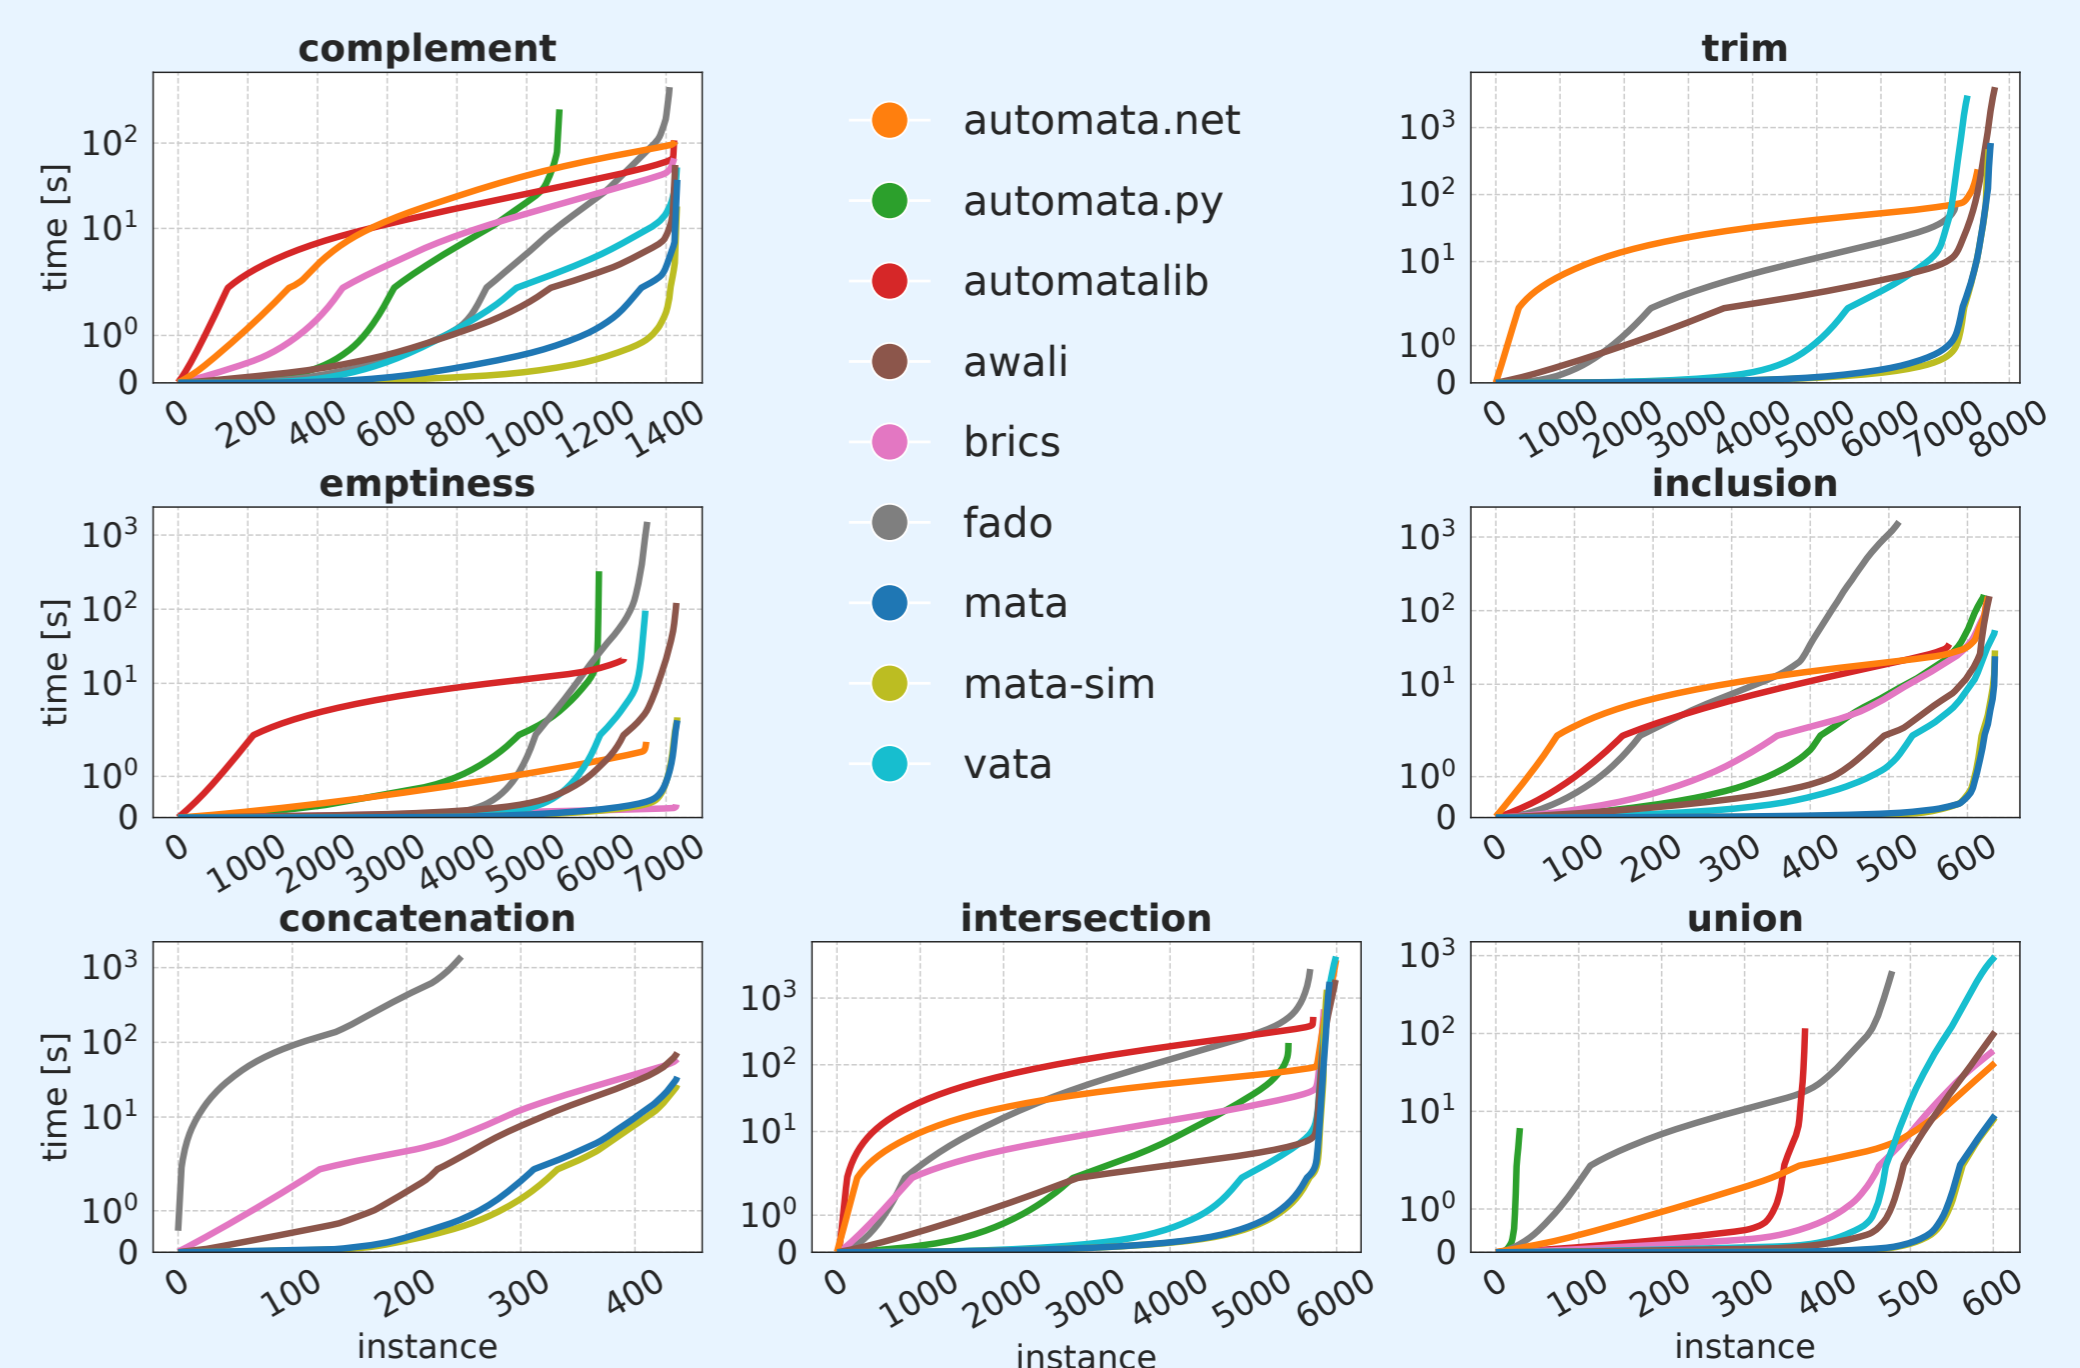 complement
trim
time [s]
10²
10¹
10⁰
0
0 200 400 600 800 1000 1200 1400
automata.net
automata.py
automatalib
awali
brics
fado
mata
mata-sim
vata
10³
10²
10¹
10⁰
0
0 1000 2000 3000 4000 5000 6000 7000 8000
emptiness
inclusion
time [s]
10³
10²
10¹
10⁰
0
0 1000 2000 3000 4000 5000 6000 7000
10³
10²
10¹
10⁰
0
0 100 200 300 400 500 600
concatenation
intersection
union
time [s]
10³
10²
10¹
10⁰
0
0 100 200 300 400
instance
10³
10²
10¹
10⁰
0
0 1000 2000 3000 4000 5000 6000
instance
10³
10²
10¹
10⁰
0
0 100 200 300 400 500 600
instance